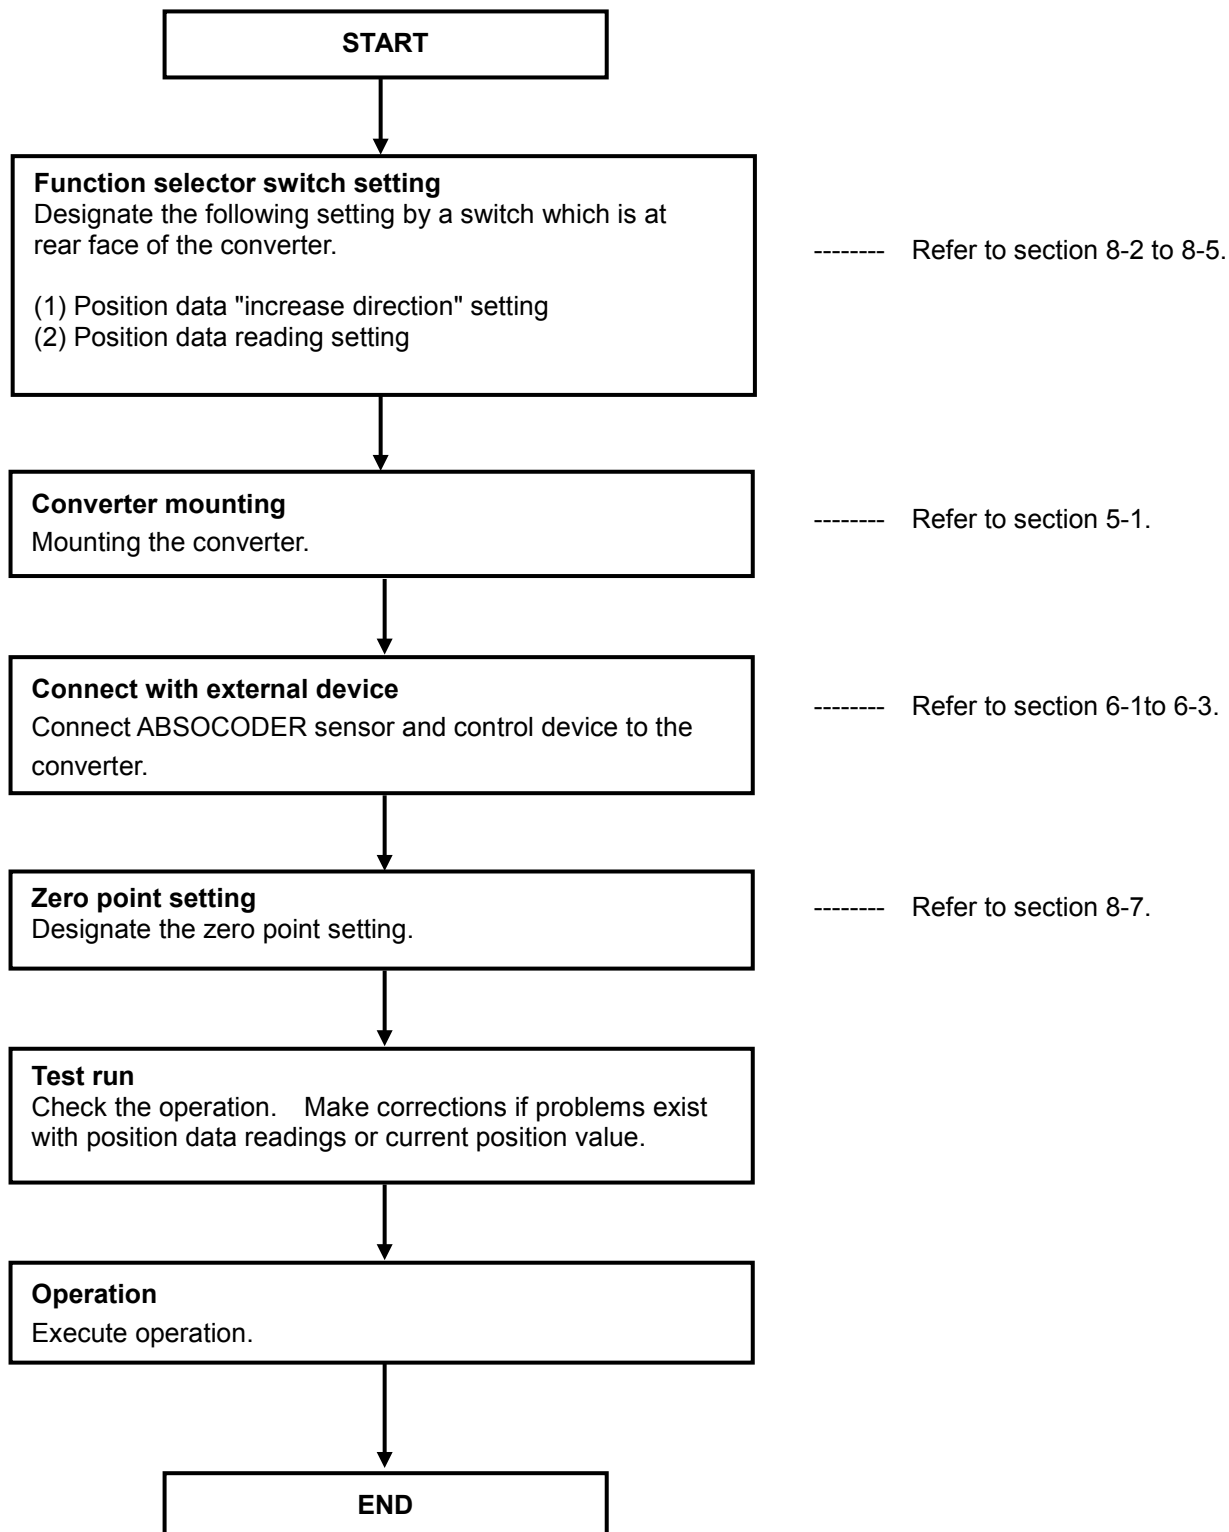 START
Function selector switch setting
Designate the following setting by a switch which is at
rear face of the converter.
-------- Refer to section 8-2 to 8-5.
(1) Position data "increase direction" setting
(2) Position data reading setting
Converter mounting
Mounting the converter.
-------- Refer to section 5-1.
Connect with external device
Connect ABSOCODER sensor and control device to the
converter.
-------- Refer to section 6-1to 6-3.
Zero point setting
Designate the zero point setting.
-------- Refer to section 8-7.
Test run
Check the operation. Make corrections if problems exist
with position data readings or current position value.
Operation
Execute operation.
END